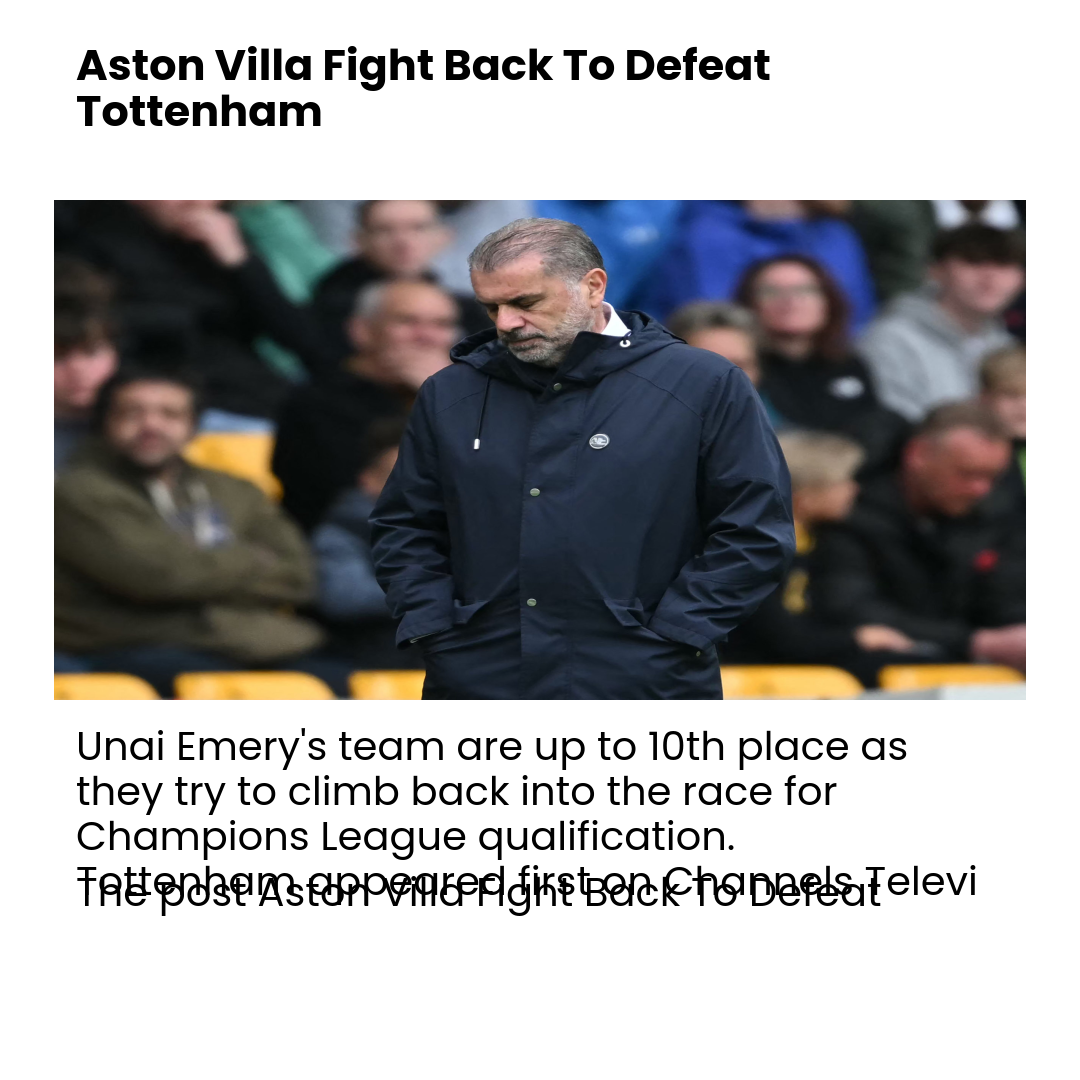 Aston Villa Fight Back To Defeat
Tottenham
Unai Emery's team are up to 10th place as
they try to climb back into the race for
Champions League qualification.
The post Aston Villa Fight Back To Defeat
Tottenham appeared first on Channels Televi